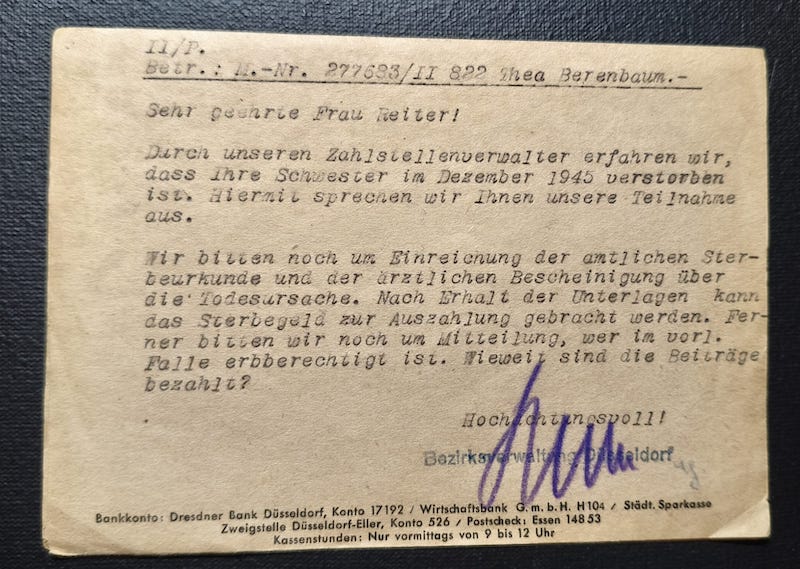 II/P.
Betr.: M.-Nr. 277633/II 822 Thea Berenbaum.-
Sehr geehrte Frau Reiter!
Durch unseren Zahlstellenverwalter erfahren wir,
dass Ihre Schwester im Dezember 1945 verstorben
ist. Hiermit sprechen wir Ihnen unsere Teilnahme
aus.
Wir bitten noch um Einreichung der amtlichen Ster-
beurkunde und der ärztlichen Bescheinigung über
die Todesursache. Nach Erhalt der Unterlagen kann
das Sterbegeld zur Auszahlung gebracht werden. Fer-
ner bitten wir noch um Mitteilung, wer im vorl.
Falle erbberechtigt ist. Wieweit sind die Beiträge
bezahlt?
Hochachtungsvoll!
Bezirksverwaltung Düsseldorf
Bankkonto: Dresdner Bank Düsseldorf, Konto 17192 / Wirtschaftsbank G. m. b. H. H104 / Städt. Sparkasse
Zweigstelle Düsseldorf-Eller, Konto 526 / Postscheck: Essen 148 53
Kassenstunden: Nur vormittags von 9 bis 12 Uhr